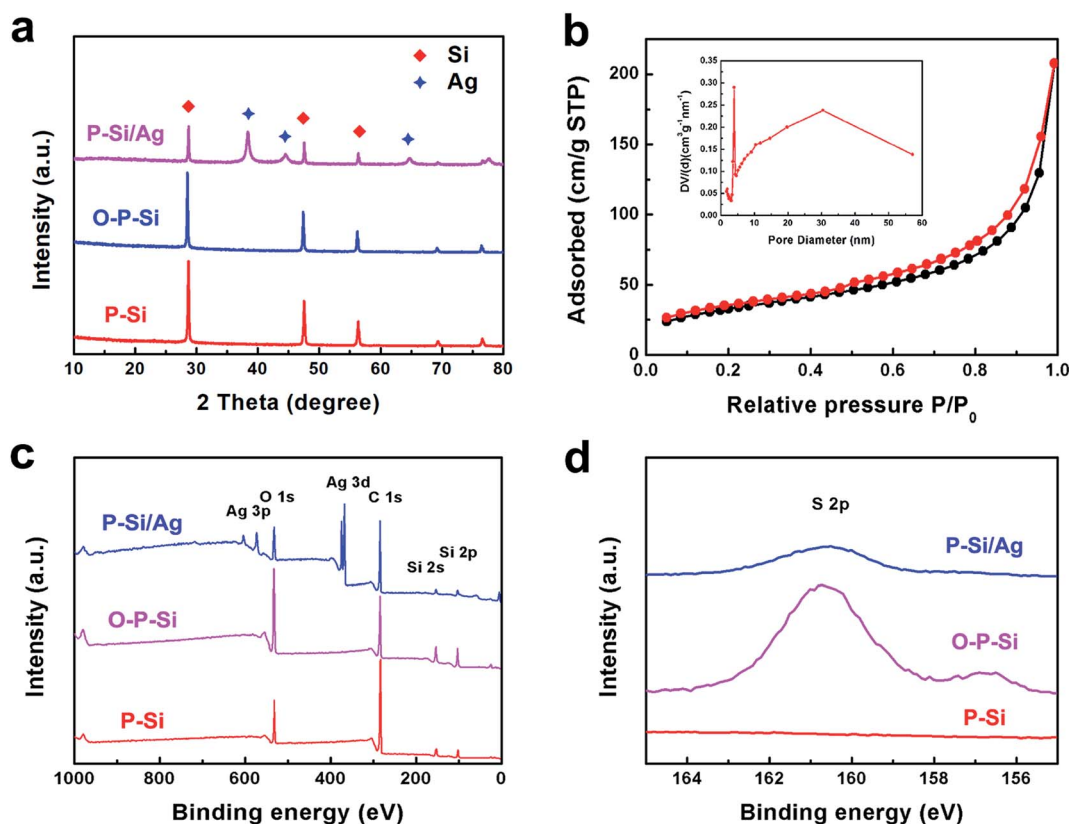 a
Si
Ag
P-Si/Ag
O-P-Si
P-Si
Intensity (a.u.)
10 20 30 40 50 60 70 80
2 Theta (degree)
b
200
150
100
50
0
Adsorbed (cm/g STP)
0.0 0.2 0.4 0.6 0.8 1.0
Relative pressure P/P₀
0.35
0.30
0.25
0.20
0.15
0.10
0.05
0.00
DV/(d)(cm³g⁻¹nm⁻¹)
0 10 20 30 40 50 60
Pore Diameter (nm)
c
Ag 3d
O 1s
C 1s
Ag 3p
P-Si/Ag
Si 2p
Si 2s
O-P-Si
P-Si
Intensity (a.u.)
1000 800 600 400 200 0
Binding energy (eV)
d
S 2p
P-Si/Ag
O-P-Si
P-Si
Intensity (a.u.)
164 162 160 158 156
Binding energy (eV)